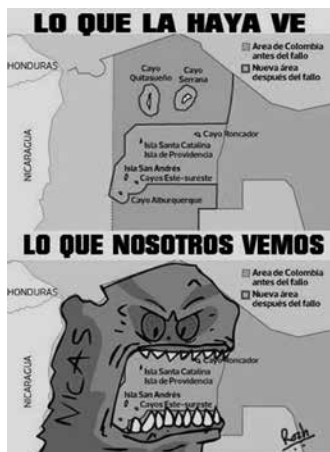 LO QUE LA HAYA VE
HONDURAS
NICARAGUA
Cayo
Quitasueño
Cayo
Serrana
Area de Colombia
antes del fallo
Nueva área
después del fallo
Cayo Roncador
Isla Santa Catalina
Isla de Providencia
Isla San Andrés
Cayos Este-sureste
Cayo Alburquerque
LO QUE NOSOTROS VEMOS
HONDURAS
NICARAGUA
NICAS
Area de Colombia
antes del fallo
Nueva área
después del fallo
Cayo Roncador
Isla Santa Catalina
Isla de Providencia
Isla San Andrés
Cayos Este-sureste